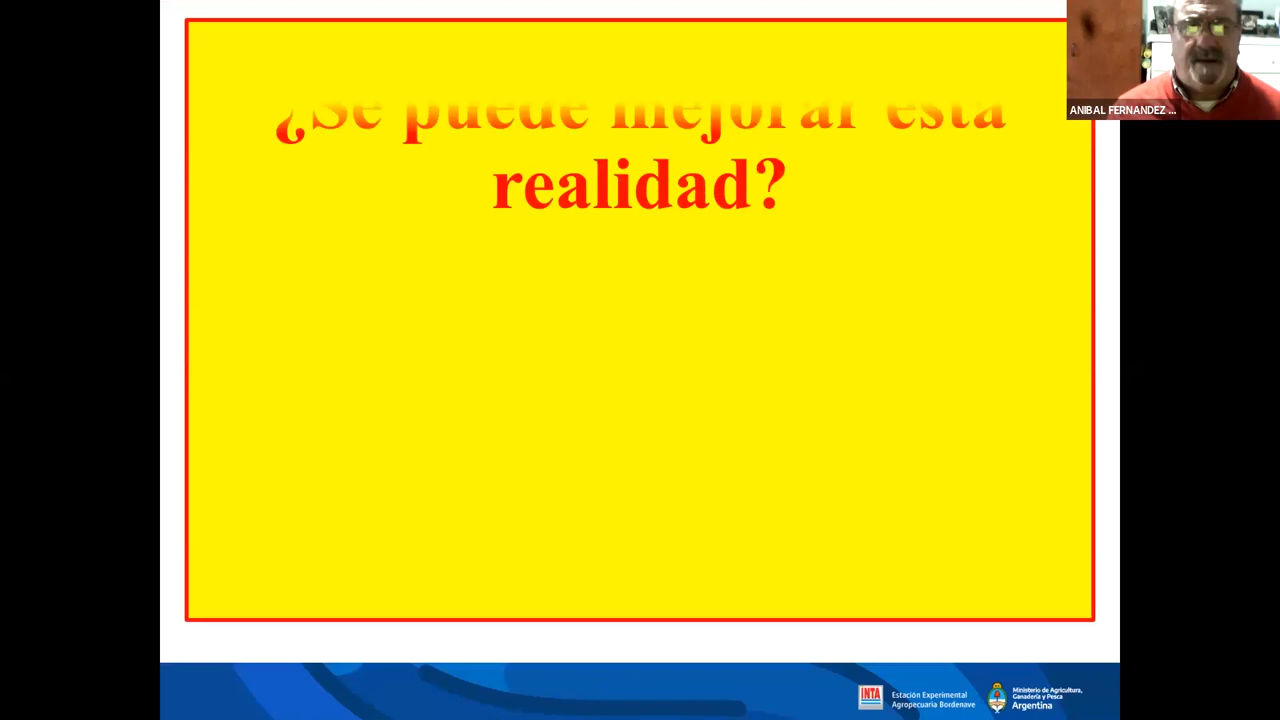 ¿Se puede mejorar esta
realidad?
ANIBAL FERNANDEZ ...
INTA
Estación Experimental
Agropecuaria Bordenave
Ministerio de Agricultura,
Ganadería y Pesca
Argentina